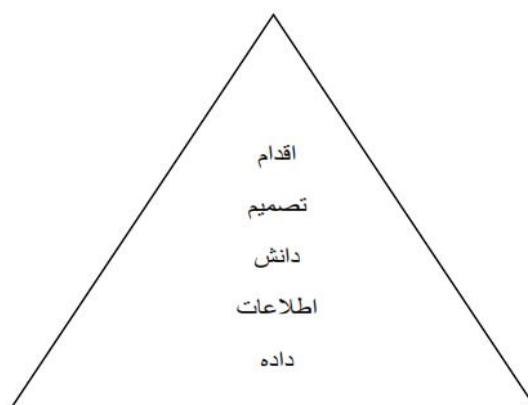 اقدام
تصمیم
دانش
اطلاعات
داده